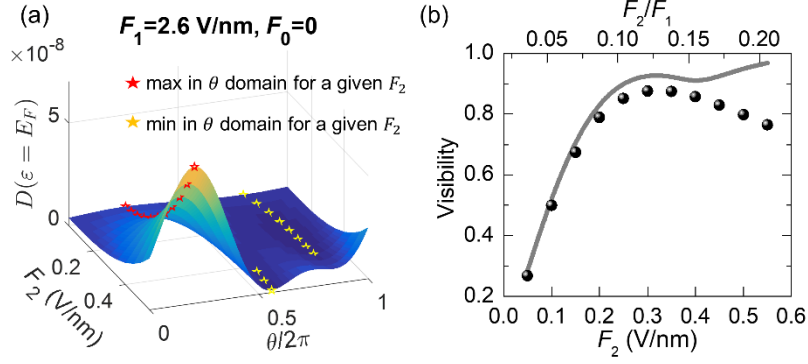 (a)
F₁=2.6 V/nm, F₀=0
×10⁻⁸
★ max in θ domain for a given F₂
★ min in θ domain for a given F₂
D(ε = E_F)
5
0
0.2
0.4
F₂ (V/nm)
0
0.5
1
θ/2π
(b)
F₂/F₁
0.05 0.10 0.15 0.20
Visibility
1.0
0.8
0.6
0.4
0.2
0.0 0.1 0.2 0.3 0.4 0.5 0.6
F₂ (V/nm)